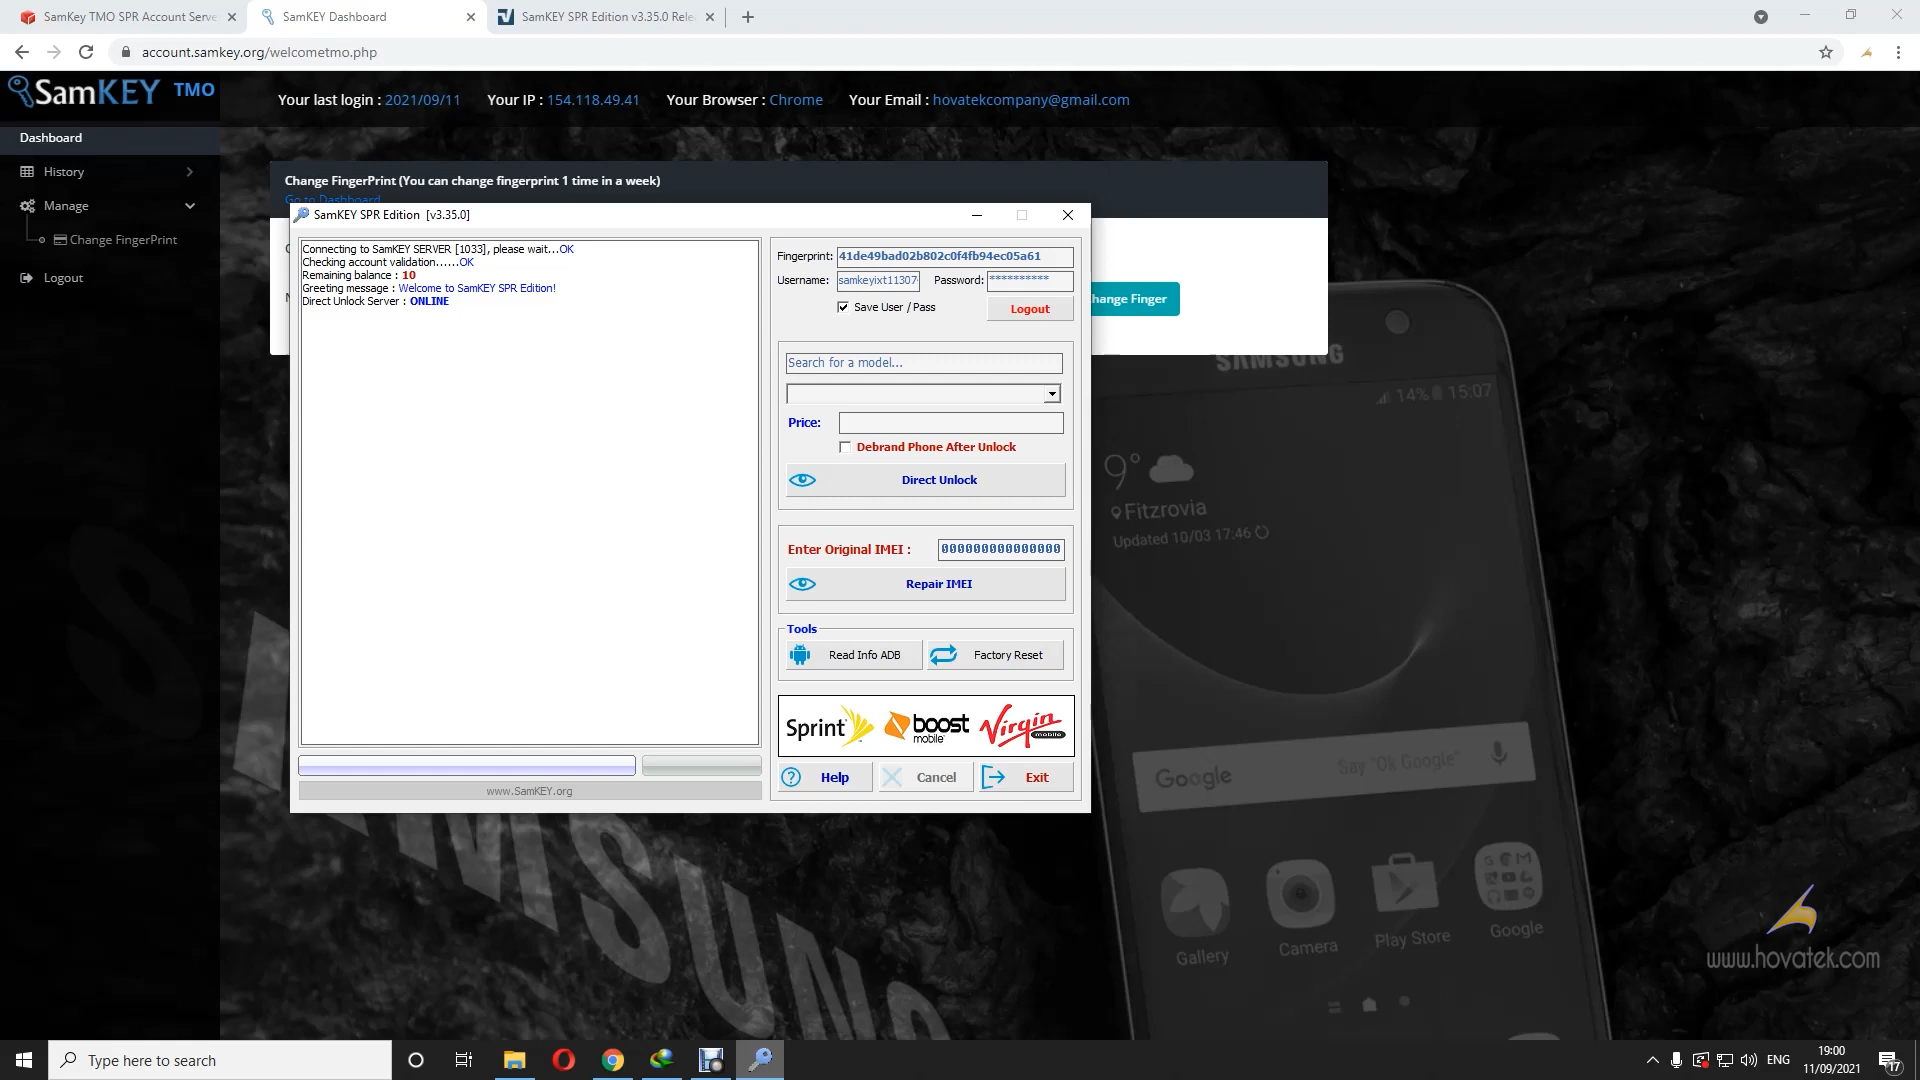 SamKey TMO SPR Account Serve
SamKEY Dashboard
SamKEY SPR Edition v3.35.0 Rele
account.samkey.org/welcometmo.php
SamKEY TMO
Your last login : 2021/09/11 Your IP : 154.118.49.41 Your Browser : Chrome Your Email : hovatekcompany@gmail.com
Dashboard
History
Manage
Change FingerPrint
Logout
Change FingerPrint (You can change fingerprint 1 time in a week)
Go to Dashboard
hange Finger
SamKEY SPR Edition [v3.35.0]
Connecting to SamKEY SERVER [1033], please wait...OK
Checking account validation......OK
Remaining balance : 10
Greeting message : Welcome to SamKEY SPR Edition!
Direct Unlock Server : ONLINE
www.SamKEY.org
Fingerprint: 41de49bad02b802c0f4fb94ec05a61
Username: samkeyixt11307 Password: **********
Save User / Pass
Logout
Search for a model...
Price:
Debrand Phone After Unlock
Direct Unlock
Enter Original IMEI : 000000000000000
Repair IMEI
Tools
Read Info ADB
Factory Reset
Sprint boost mobile Virgin mobile
Help
Cancel
Exit
SAMSUNG
14% 15:07
9°
Fitzrovia
Updated 10/03 17:46
Google Say "Ok Google"
Gallery
Camera
Play Store
Google
www.hovatek.com
Type here to search
ENG
19:00
11/09/2021
17